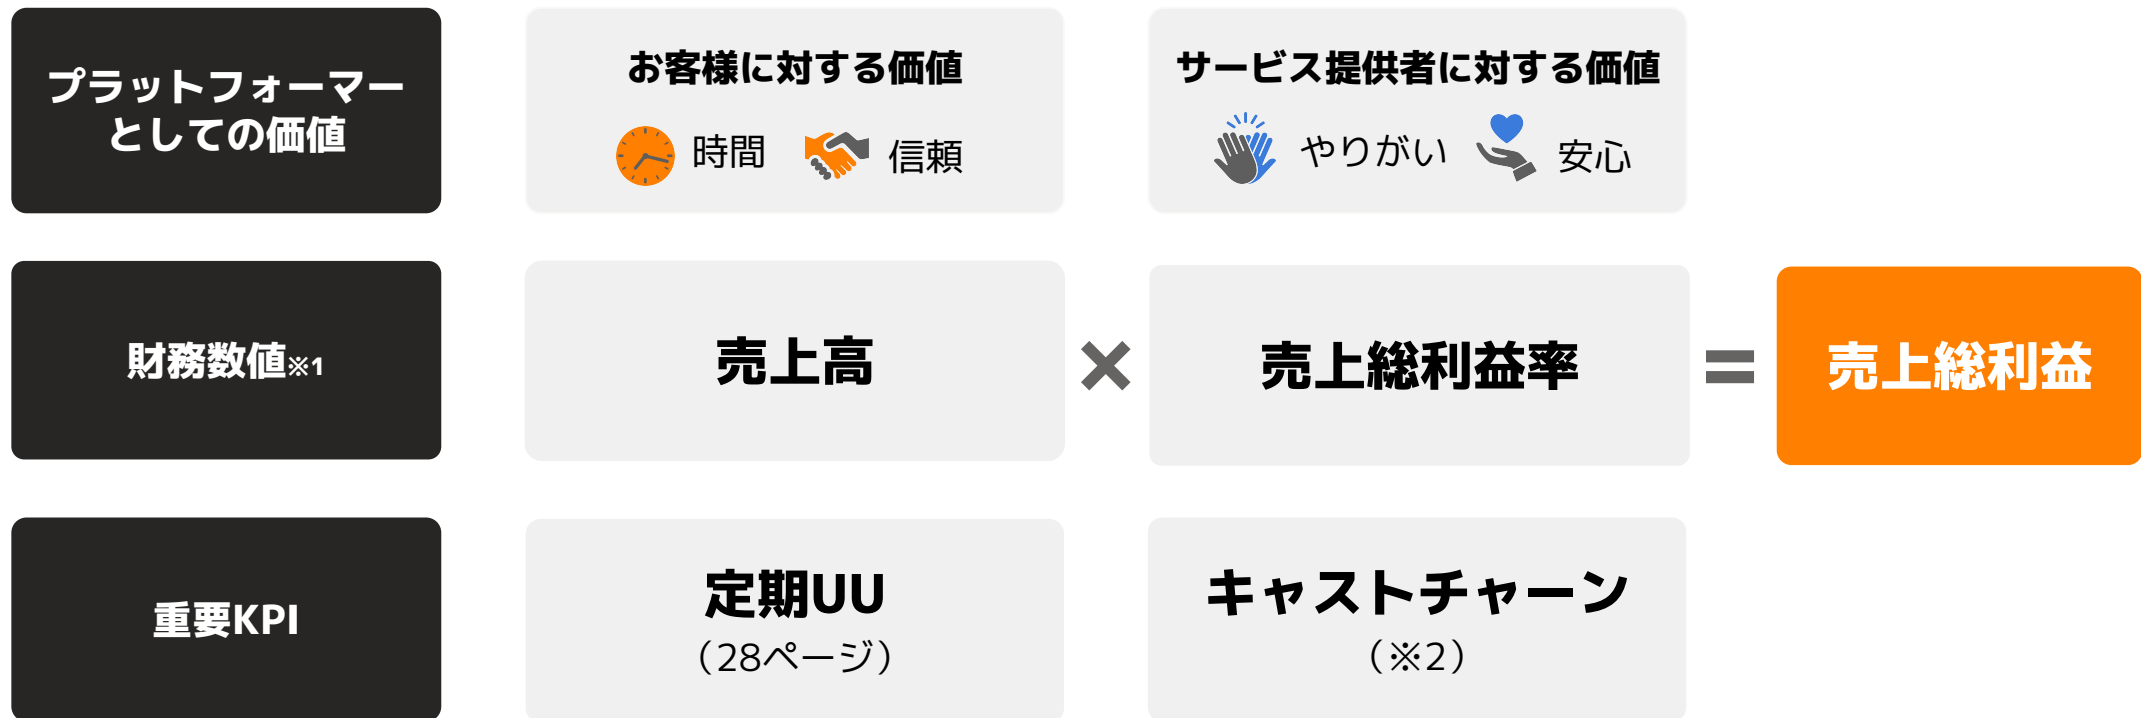 プラットフォーマー
としての価値
お客様に対する価値
時間
信頼
サービス提供者に対する価値
やりがい
安心
財務数値※1
売上高
×
売上総利益率
=
売上総利益
重要KPI
定期UU
（28ページ）
キャストチャーン
（※2）